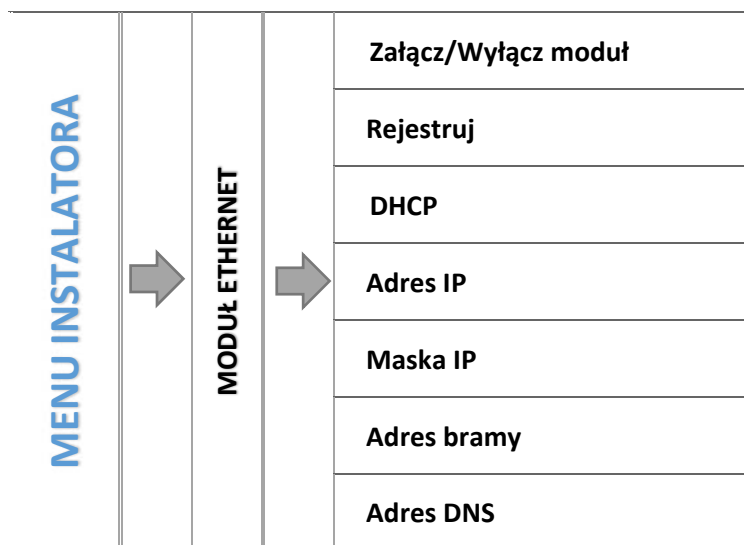 MENU INSTALATORA
MODUŁ ETHERNET
Załącz/Wyłącz moduł
Rejestruj
DHCP
Adres IP
Maska IP
Adres bramy
Adres DNS